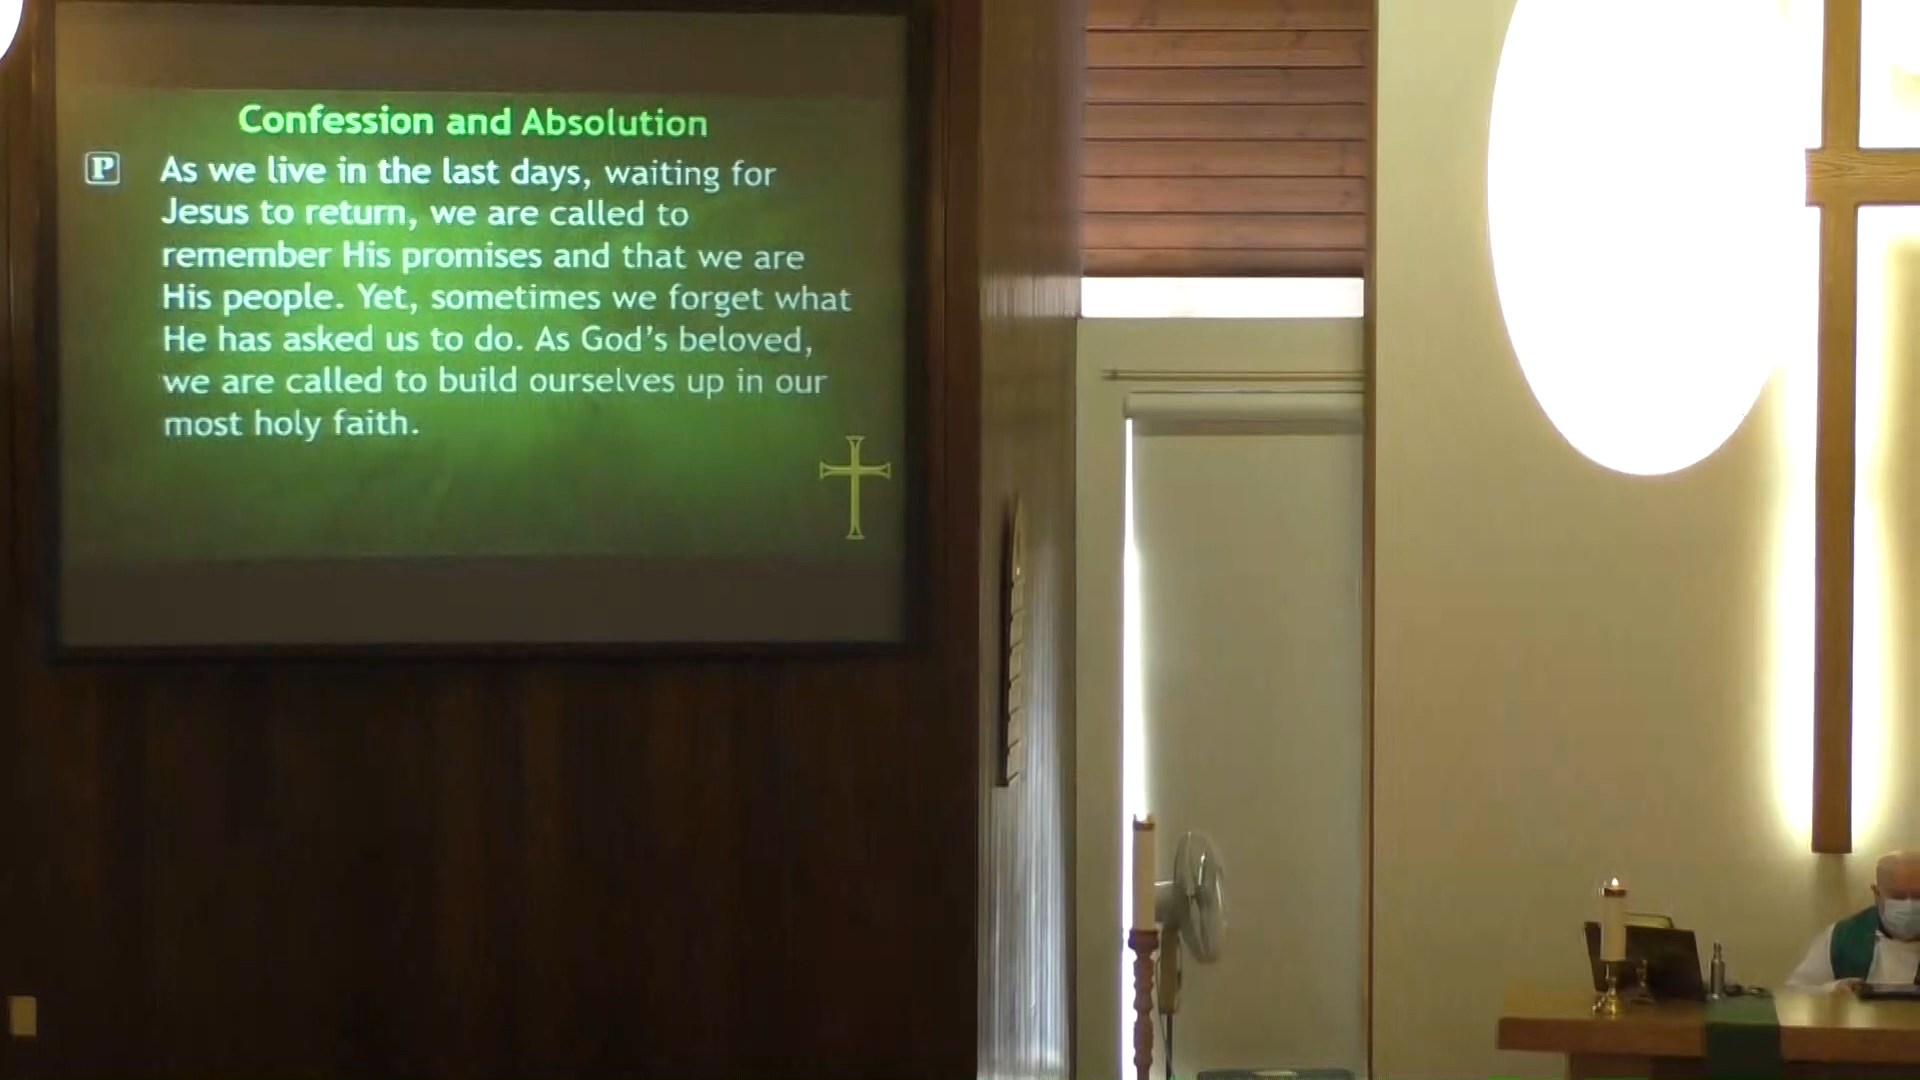 Confession and Absolution
P As we live in the last days, waiting for
Jesus to return, we are called to
remember His promises and that we are
His people. Yet, sometimes we forget what
He has asked us to do. As God's beloved,
we are called to build ourselves up in our
most holy faith.